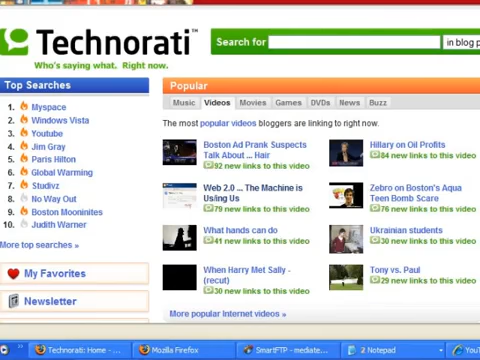 Technorati™
Who's saying what. Right now.
Search for
in blog p
Top Searches
1. Myspace
2. Windows Vista
3. Youtube
4. Jim Gray
5. Paris Hilton
6. Global Warming
7. Studivz
8. No Way Out
9. Boston Mooninites
10. Judith Warner
More top searches »
My Favorites
Newsletter
Popular
Music Videos Movies Games DVDs News Buzz
The most popular videos bloggers are linking to right now.
Boston Ad Prank Suspects
Talk About ... Hair
92 new links to this video
Web 2.0 ... The Machine is
Us/ing Us
79 new links to this video
What hands can do
41 new links to this video
When Harry Met Sally -
(recut)
30 new links to this video
Hillary on Oil Profits
84 new links to this video
Zebro on Boston's Aqua
Teen Bomb Scare
76 new links to this video
Ukrainian students
30 new links to this video
Tony vs. Paul
29 new links to this video
More popular Internet videos »
Technorati: Home - ...
Mozilla Firefox
SmartFTP - mediate...
2 Notepad
YouT